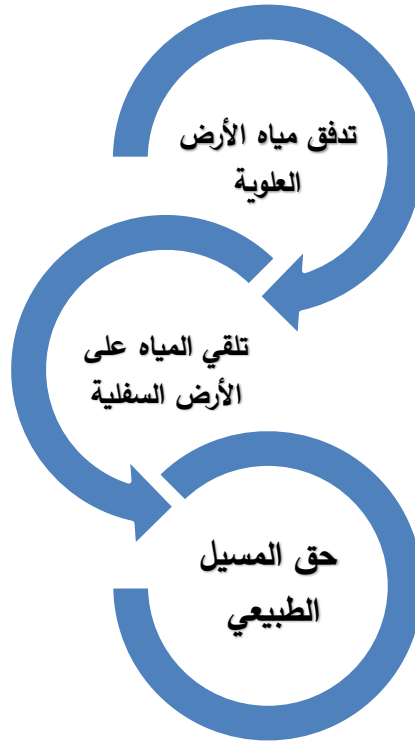 تدفق مياه الأرض
العلوية
تلقي المياه على
الأرض السفلية
حق المسيل
الطبيعي